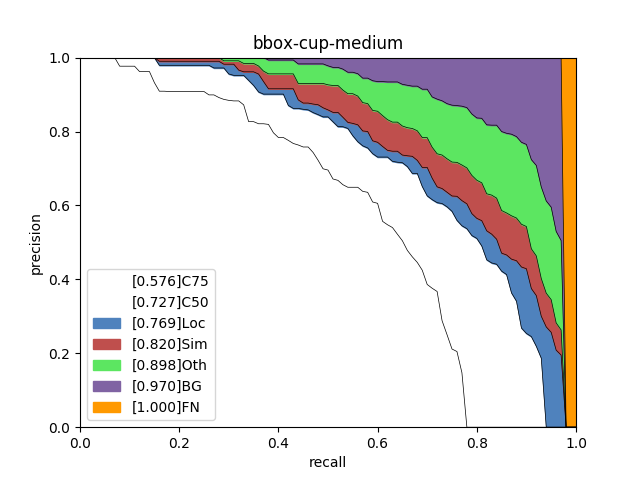 bbox-cup-medium
precision
1.0
0.8
0.6
0.4
0.2
0.0
[0.576]C75
[0.727]C50
[0.769]Loc
[0.820]Sim
[0.898]Oth
[0.970]BG
[1.000]FN
0.0 0.2 0.4 0.6 0.8 1.0
recall